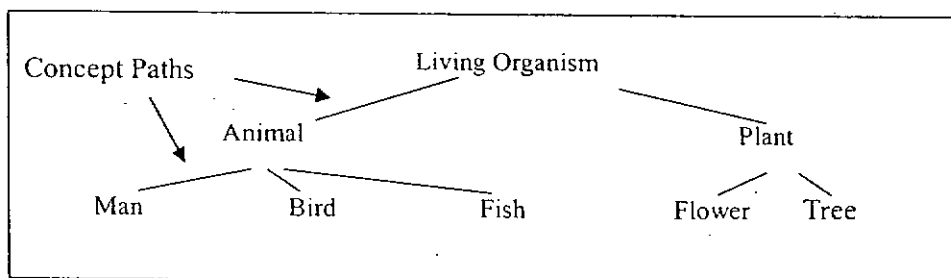 Living Organism
Concept Paths
Animal
Plant
Man Bird Fish Flower Tree